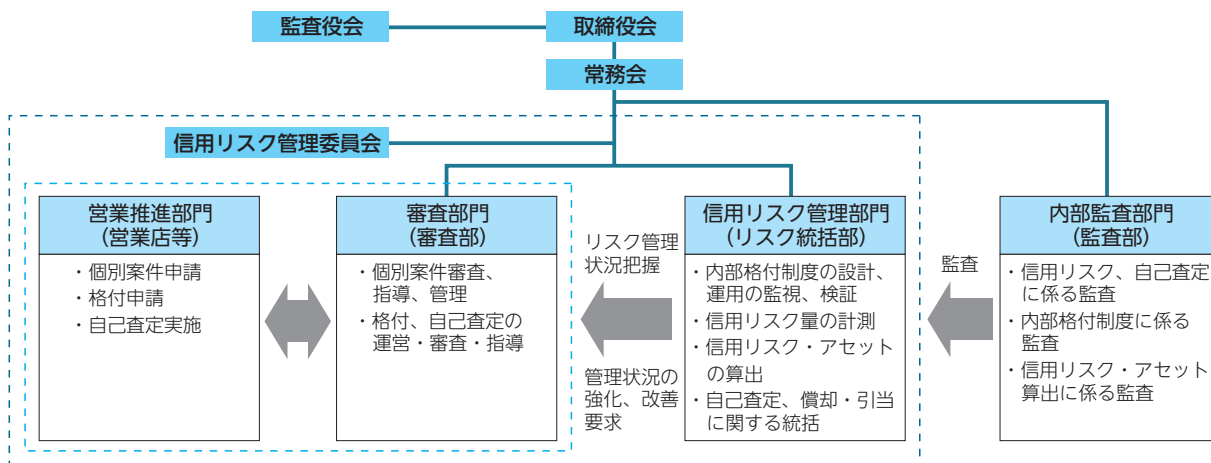 監査役会
取締役会
常務会
信用リスク管理委員会
営業推進部門
(営業店等)
・個別案件申請
・格付申請
・自己査定実施
審査部門
(審査部)
・個別案件審査、
指導、管理
・格付、自己査定の
運営・審査・指導
リスク管理
状況把握
管理状況の
強化、改善
要求
信用リスク管理部門
(リスク統括部)
・内部格付制度の設計、
運用の監視、検証
・信用リスク量の計測
・信用リスク・アセット
の算出
・自己査定、償却・引当
に関する統括
監査
内部監査部門
(監査部)
・信用リスク、自己査定
に係る監査
・内部格付制度に係る
監査
・信用リスク・アセット
算出に係る監査